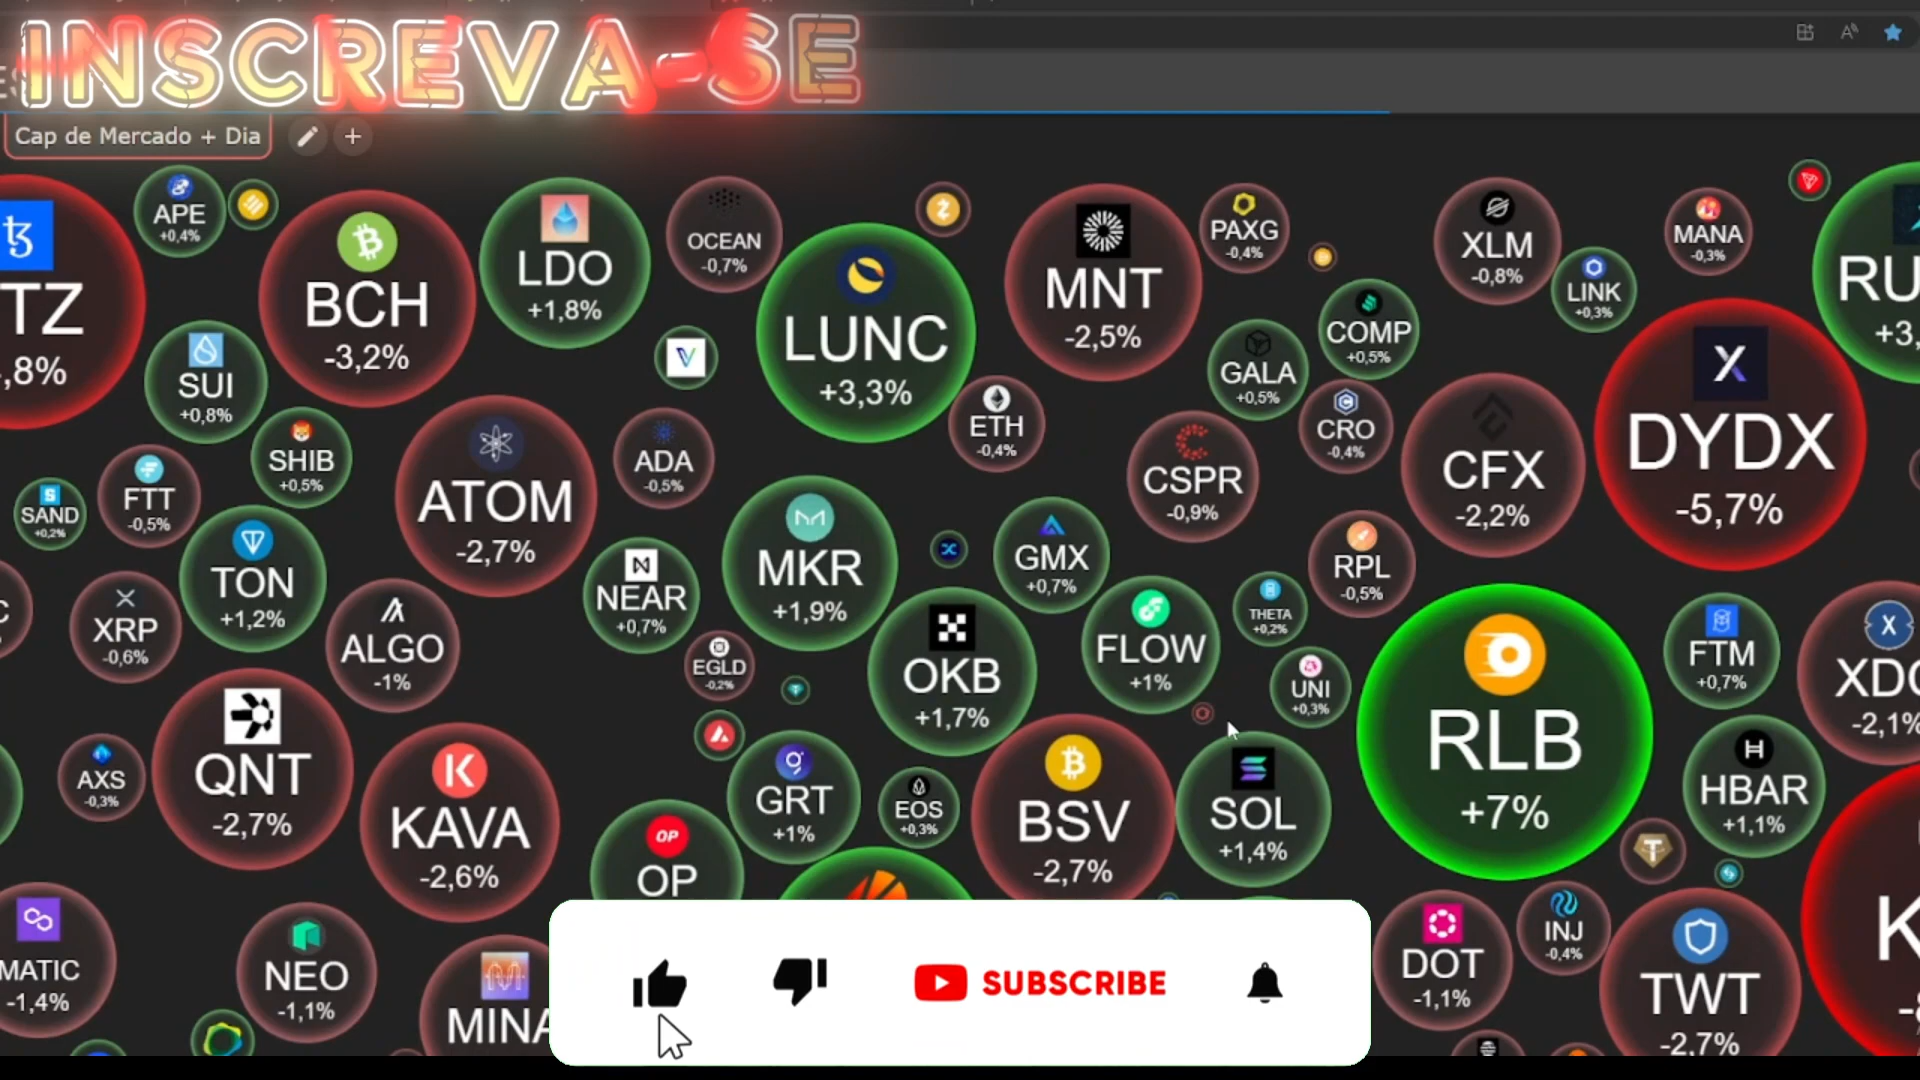 INSCREVA-SE
Cap de Mercado + Dia
APE
+0,4%
LDO
+1,8%
OCEAN
-0,7%
MNT
-2,5%
PAXG
-0,4%
XLM
-0,8%
MANA
-0,3%
LINK
+0,3%
TZ
,8%
BCH
-3,2%
LUNC
+3,3%
COMP
+0,5%
RU
+3,
SUI
+0,8%
GALA
+0,5%
ETH
-0,4%
CRO
-0,4%
DYDX
-5,7%
SHIB
+0,5%
ADA
-0,5%
CSPR
-0,9%
CFX
-2,2%
SAND
+0,2%
FTT
-0,5%
ATOM
-2,7%
TON
+1,2%
NEAR
+0,7%
MKR
+1,9%
GMX
+0,7%
RPL
-0,5%
XRP
-0,6%
ALGO
-1%
EGLD
-0,2%
OKB
+1,7%
FLOW
+1%
THETA
+0,2%
UNI
+0,3%
RLB
+7%
FTM
+0,7%
XDC
-2,1%
AXS
-0,3%
QNT
-2,7%
KAVA
-2,6%
GRT
+1%
EOS
+0,3%
BSV
-2,7%
SOL
+1,4%
HBAR
+1,1%
OP
OP
MATIC
-1,4%
NEO
-1,1%
MINA
SUBSCRIBE
DOT
-1,1%
INJ
-0,4%
TWT
-2,7%
K